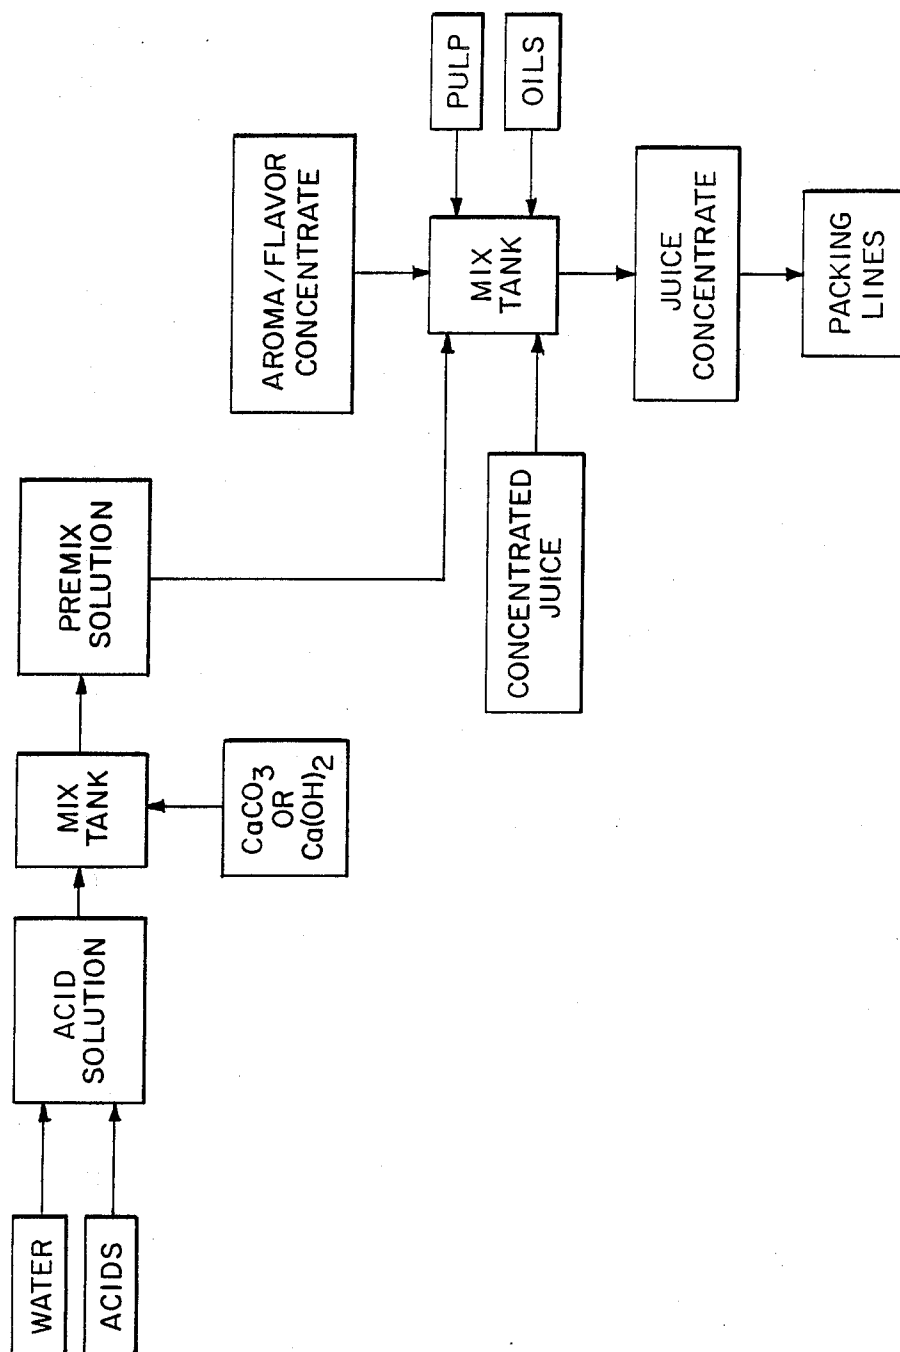 WATER
ACIDS
ACID
SOLUTION
MIX
TANK
CaCO3
OR
Ca(OH)2
PREMIX
SOLUTION
CONCENTRATED
JUICE
AROMA/FLAVOR
CONCENTRATE
MIX
TANK
PULP
OILS
JUICE
CONCENTRATE
PACKING
LINES